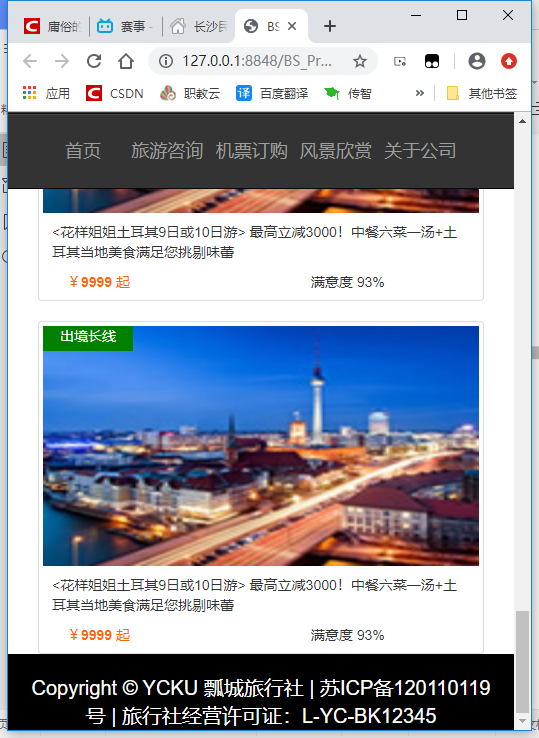 庸俗的
赛事 -
长沙民
BS
127.0.0.1:8848/BS_Pr...
应用 CSDN 职教云 百度翻译 传智 » 其他书签
首页 旅游咨询 机票订购 风景欣赏 关于公司
<花样姐姐土耳其9日或10日游> 最高立减3000！中餐六菜一汤+土
耳其当地美食满足您挑剔味蕾
￥9999 起 满意度 93%
出境长线
<花样姐姐土耳其9日或10日游> 最高立减3000！中餐六菜一汤+土
耳其当地美食满足您挑剔味蕾
￥9999 起 满意度 93%
Copyright © YCKU 瓢城旅行社 | 苏ICP备120110119
号 | 旅行社经营许可证：L-YC-BK12345